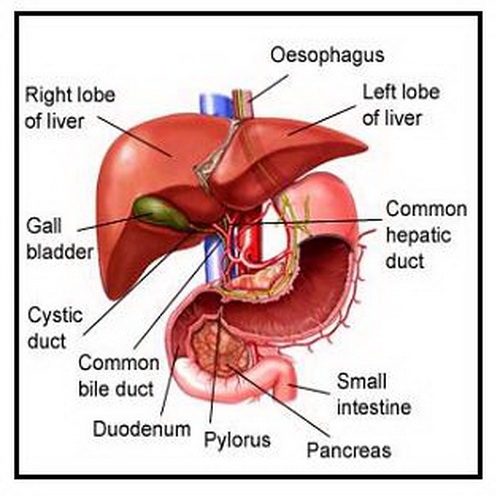 Oesophagus
Right lobe
of liver
Left lobe
of liver
Gall
bladder
Common
hepatic
duct
Cystic
duct
Common
bile duct
Small
intestine
Duodenum
Pylorus
Pancreas